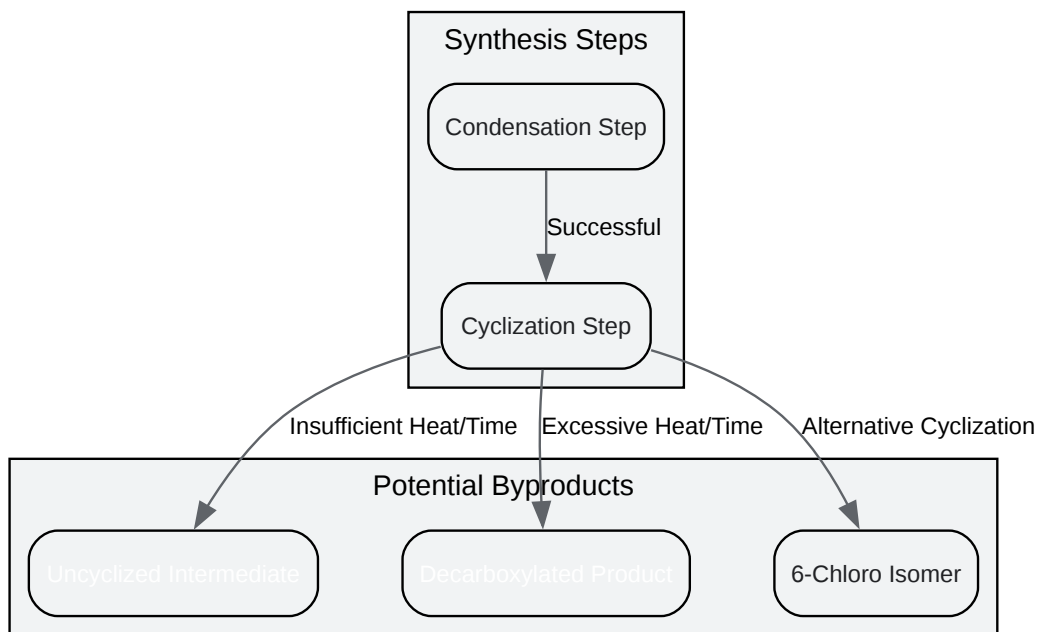 Synthesis Steps
Condensation Step
Successful
Cyclization Step
Insufficient Heat/Time
Excessive Heat/Time
Alternative Cyclization
Potential Byproducts
Uncyclized Intermediate
Decarboxylated Product
6-Chloro Isomer